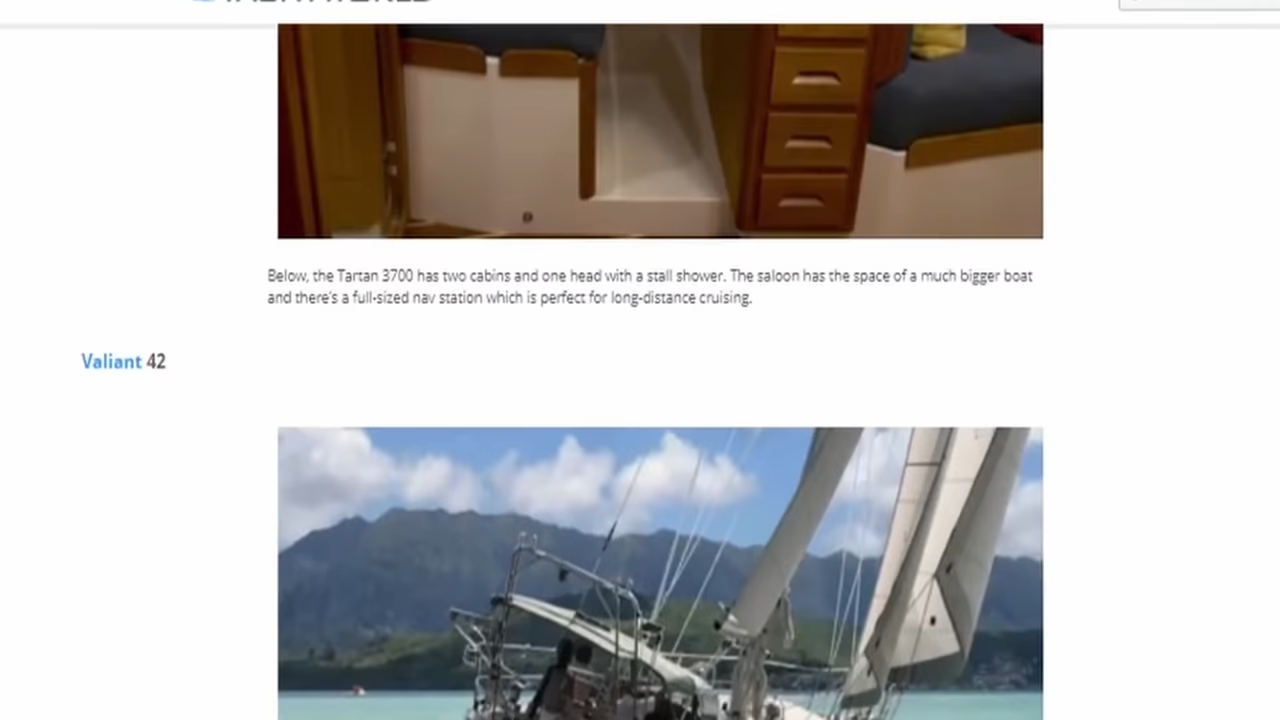 Below, the Tartan 3700 has two cabins and one head with a stall shower. The saloon has the space of a much bigger boat
and there's a full-sized nav station which is perfect for long-distance cruising.
Valiant 42